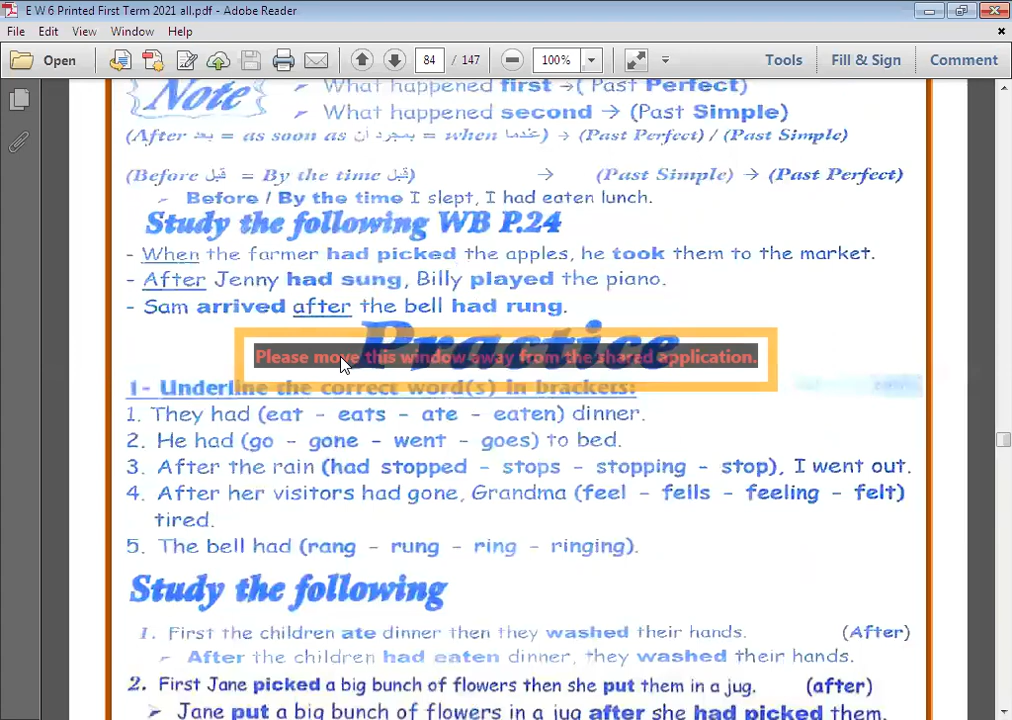 E W 6 Printed First Term 2021 all.pdf - Adobe Reader
File Edit View Window Help
Open 84 / 147 100% Tools Fill & Sign Comment
Note
➢ What happened first →( Past Perfect)
➢ What happened second → (Past Simple)
(After بعد = as soon as بمجرد أن = when عندما) → (Past Perfect) / (Past Simple)
(Before قبل = By the time قبل) → (Past Simple) → (Past Perfect)
➢ Before / By the time I slept, I had eaten lunch.
Study the following WB P.24
- When the farmer had picked the apples, he took them to the market.
- After Jenny had sung, Billy played the piano.
- Sam arrived after the bell had rung.
Practice
Please move this window away from the shared application.
1- Underline the correct word(s) in brackets:
1. They had (eat - eats - ate - eaten) dinner.
2. He had (go - gone - went - goes) to bed.
3. After the rain (had stopped - stops - stopping - stop), I went out.
4. After her visitors had gone, Grandma (feel - fells - feeling - felt)
tired.
5. The bell had (rang - rung - ring - ringing).
Study the following
1. First the children ate dinner then they washed their hands. (After)
➢ After the children had eaten dinner, they washed their hands.
2. First Jane picked a big bunch of flowers then she put them in a jug. (after)
➢ Jane put a big bunch of flowers in a jug after she had picked them.